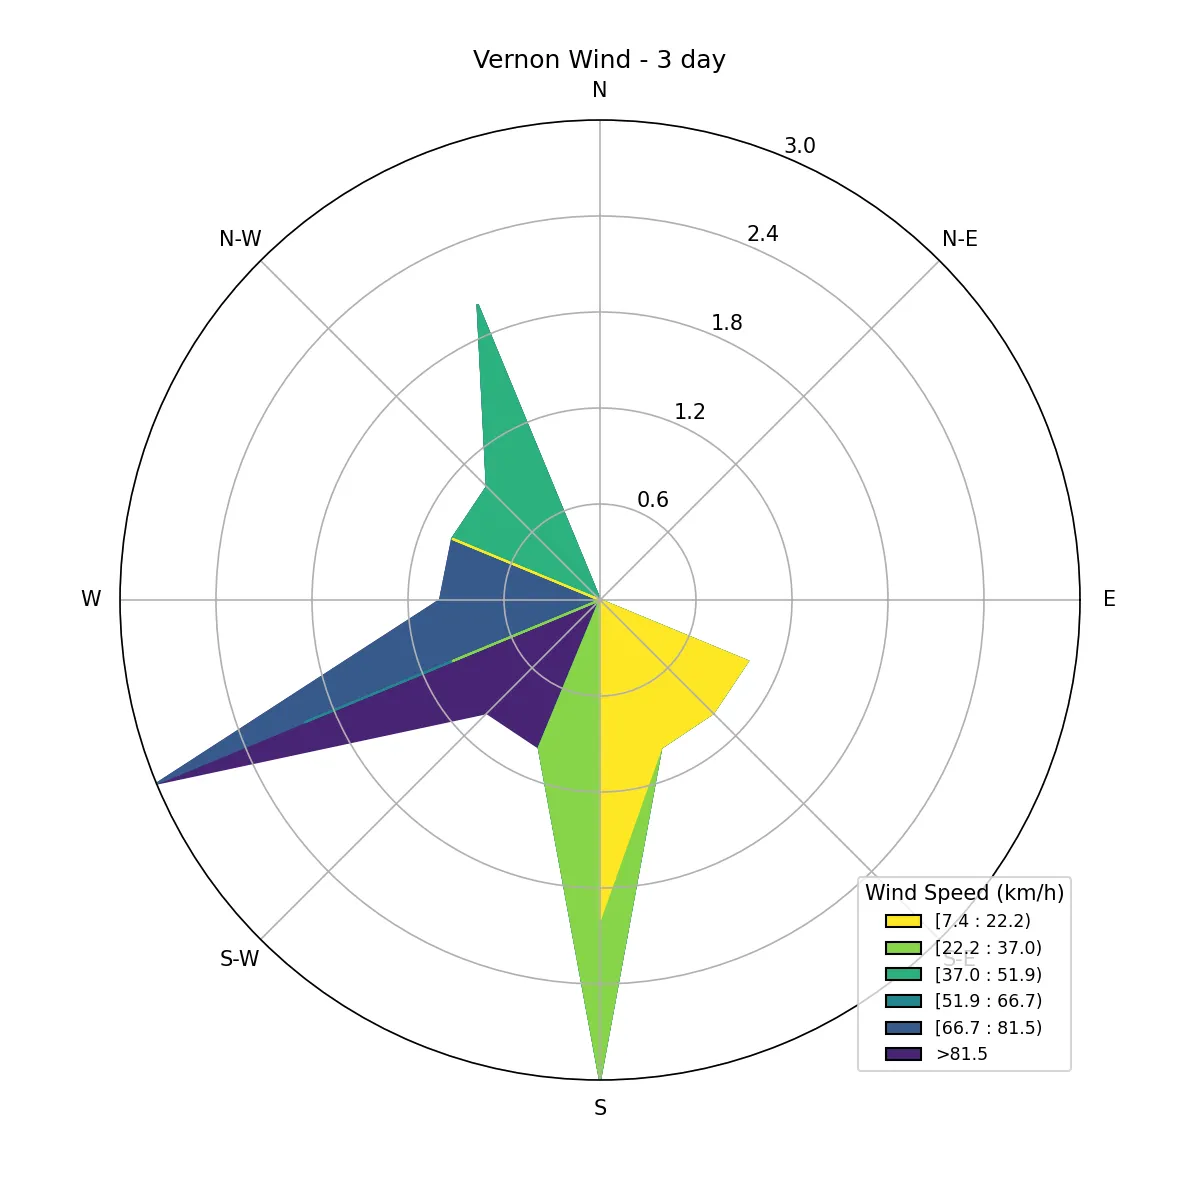 Vernon Wind - 3 day
N
3.0
N-W
2.4
N-E
1.8
1.2
0.6
W
E
S-W
S-E
S
Wind Speed (km/h)
[7.4 : 22.2)
[22.2 : 37.0)
[37.0 : 51.9)
[51.9 : 66.7)
[66.7 : 81.5)
>81.5